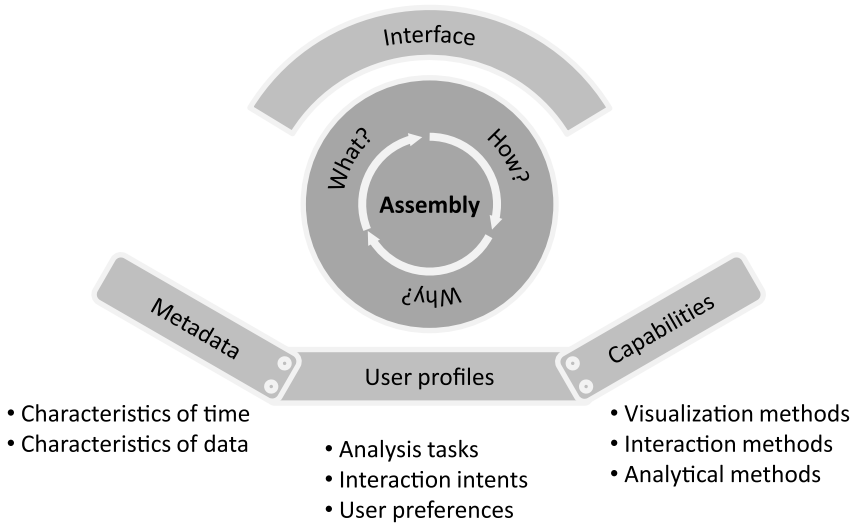 Interface
What?
How?
Assembly
Why?
Metadata
User profiles
Capabilities
• Characteristics of time
• Characteristics of data
• Analysis tasks
• Interaction intents
• User preferences
• Visualization methods
• Interaction methods
• Analytical methods